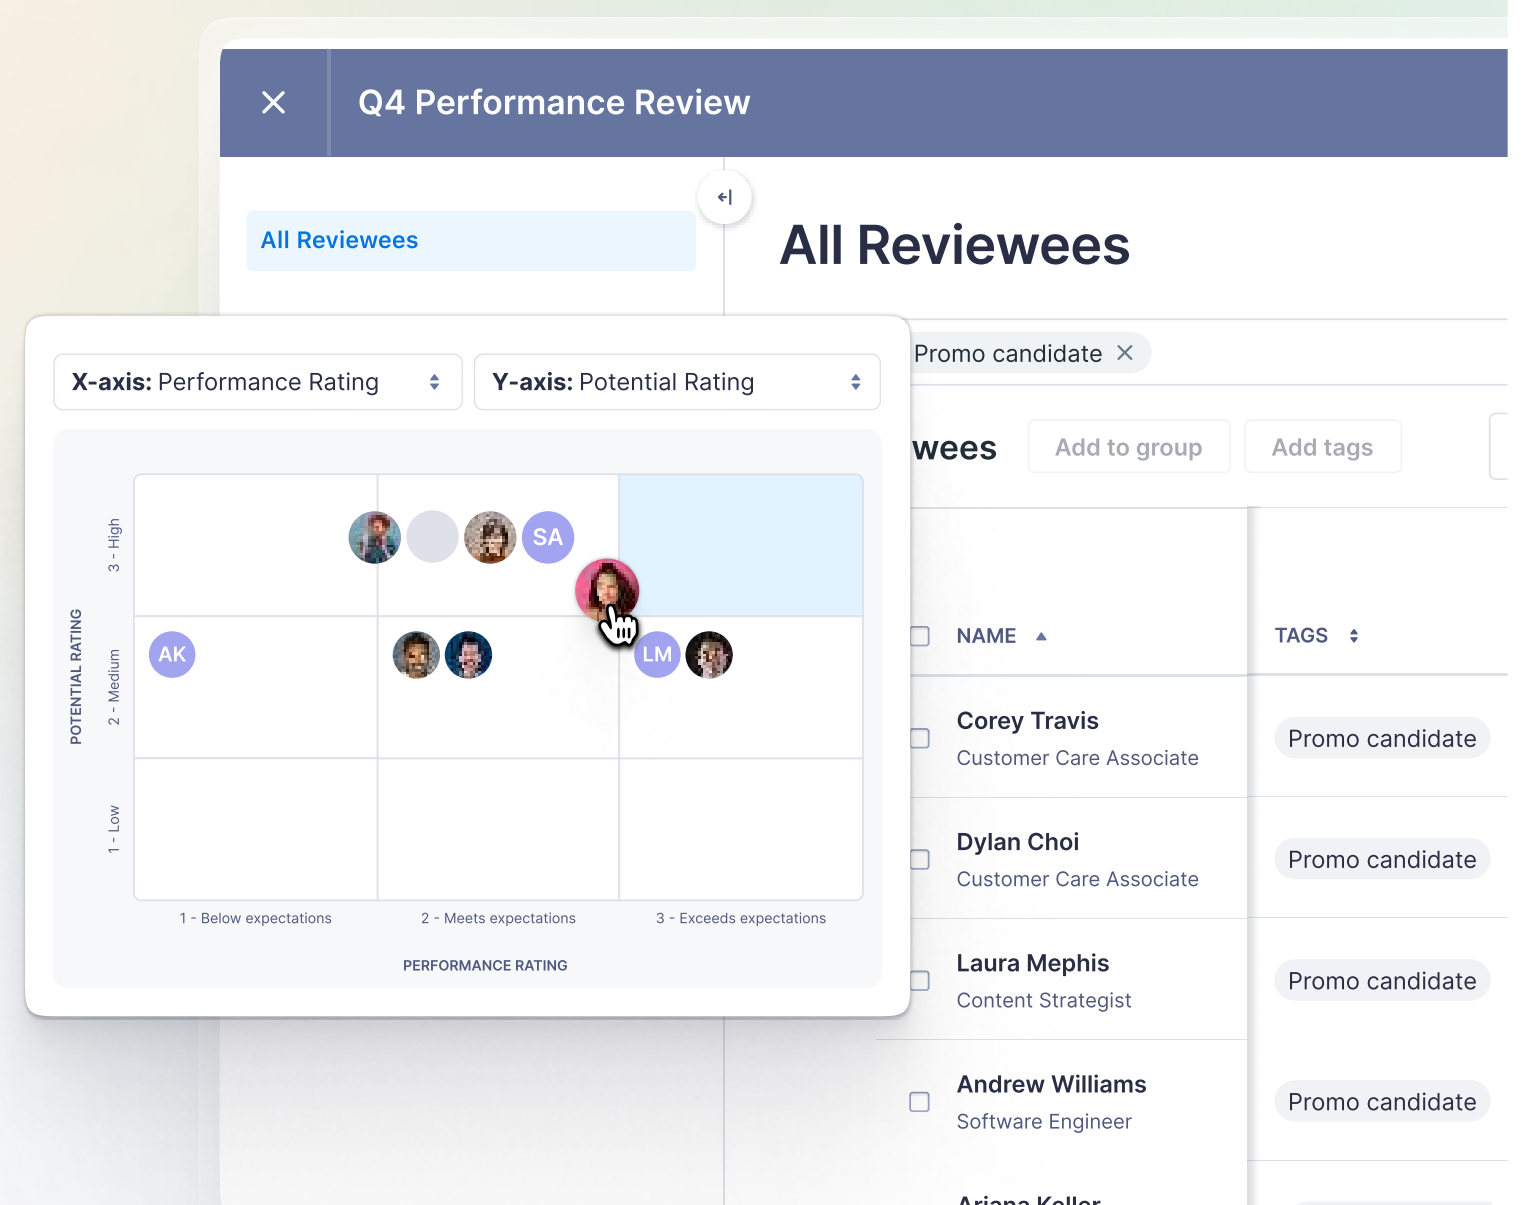 Q4 Performance Review
All Reviewees
All Reviewees
Promo candidate
wees
Add to group
Add tags
X-axis: Performance Rating
Y-axis: Potential Rating
POTENTIAL RATING
3 - High
2 - Medium
1 - Low
SA
AK
LM
1 - Below expectations
2 - Meets expectations
3 - Exceeds expectations
PERFORMANCE RATING
NAME
TAGS
Corey Travis
Customer Care Associate
Promo candidate
Dylan Choi
Customer Care Associate
Promo candidate
Laura Mephis
Content Strategist
Promo candidate
Andrew Williams
Software Engineer
Promo candidate
Ariana Keller